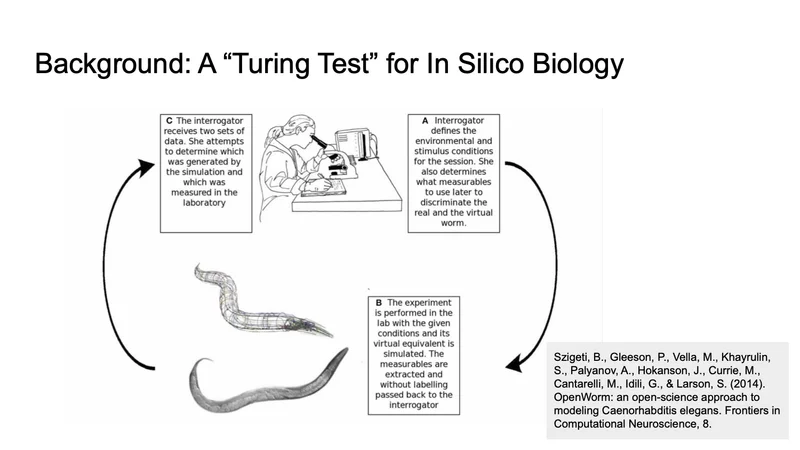 Background: A “Turing Test” for In Silico Biology
C The interrogator
receives two sets of
data. She attempts
to determine which
was generated by
the simulation and
which was
measured in the
laboratory
A Interrogator
defines the
environmental and
stimulus conditions
for the session. She
also determines
what measurables
to use later to
discriminate the
real and the virtual
worm.
B The experiment
is performed in the
lab with the given
conditions and its
virtual equivalent is
simulated. The
measurables are
extracted and
without labelling
passed back to the
interrogator
Szigeti, B., Gleeson, P., Vella, M., Khayrulin,
S., Palyanov, A., Hokanson, J., Currie, M.,
Cantarelli, M., Idili, G., & Larson, S. (2014).
OpenWorm: an open-science approach to
modeling Caenorhabditis elegans. Frontiers in
Computational Neuroscience, 8.